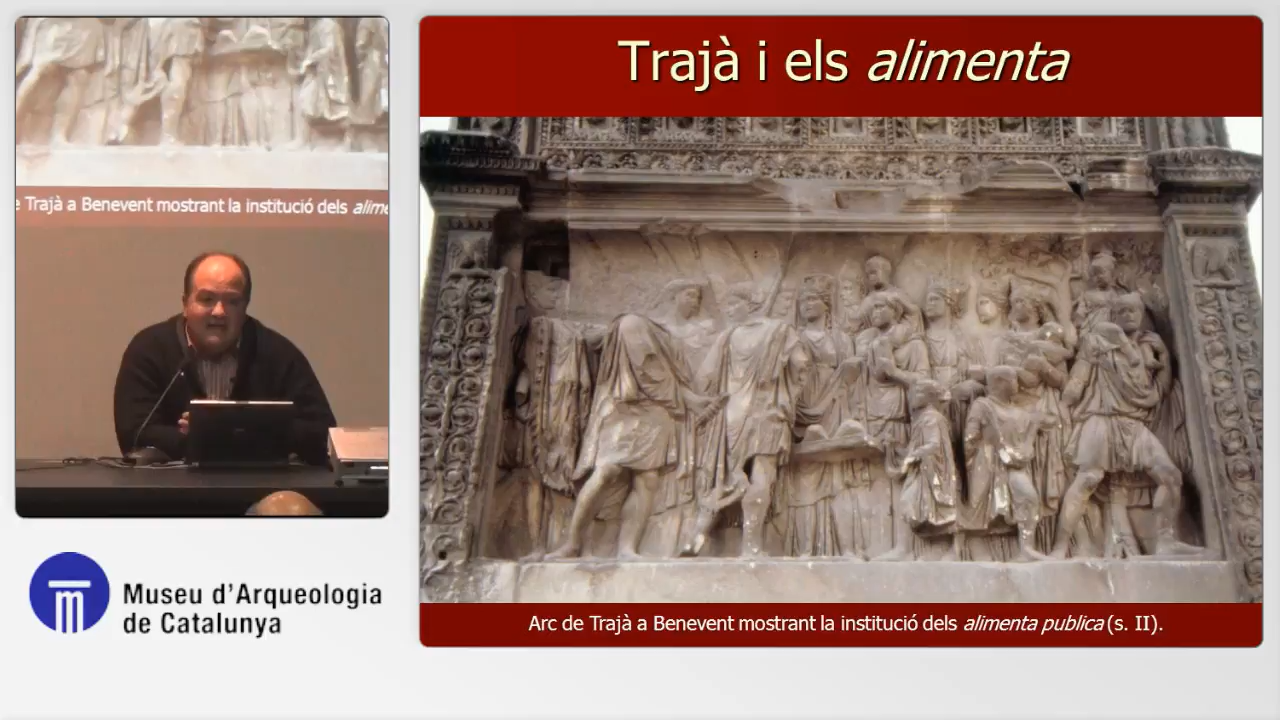 Trajà i els alimenta
e Trajà a Benevent mostrant la institució dels alime
Arc de Trajà a Benevent mostrant la institució dels alimenta publica (s. II).
Museu d'Arqueologia
de Catalunya